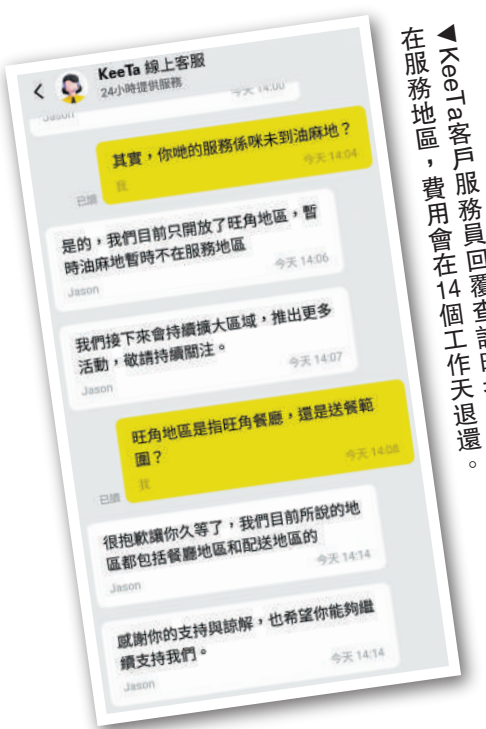 KeeTa 線上客服
24小時提供服務
今天 14:00
Jason
其實,你哋的服務係咪未到油麻地?
我
今天 14:04
已讀
是的,我們目前只開放了旺角地區,暫
時油麻地暫時不在服務地區
今天 14:06
Jason
我們接下來會持續擴大區域,推出更多
活動,敬請持續關注。
今天 14:07
Jason
旺角地區是指旺角餐廳,還是送餐範
圍?
我
今天 14:08
已讀
很抱歉讓你久等了,我們目前所說的地
區都包括餐廳地區和配送地區的
今天 14:14
Jason
感謝你的支持與諒解,也希望你能夠繼
續支持我們。
今天 14:14
Jason
▼KeeTa客戶服務員回覆查詢
在服務地區,費用會在14個工作天退還。